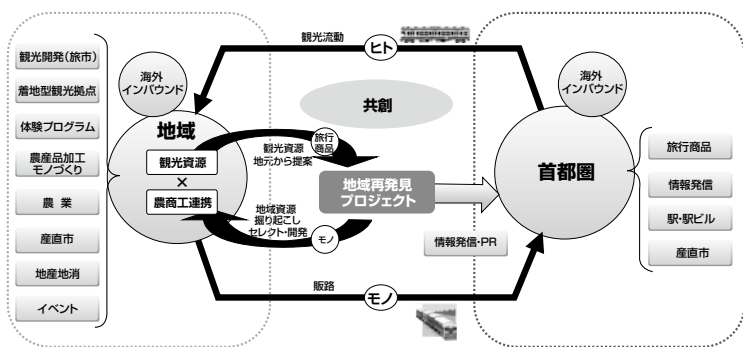 観光流動
ヒト
観光開発（旅市）
着地型観光拠点
体験プログラム
農産品加工
モノづくり
農 業
産直市
地産地消
イベント
海外
インバウンド
地域
観光資源
×
農商工連携
共創
観光資源
地元から提案
旅行
商品
地域再発見
プロジェクト
地域資源
掘り起こし
セレクト・開発
モノ
情報発信・PR
海外
インバウンド
首都圏
旅行商品
情報発信
駅・駅ビル
産直市
販路
モノ